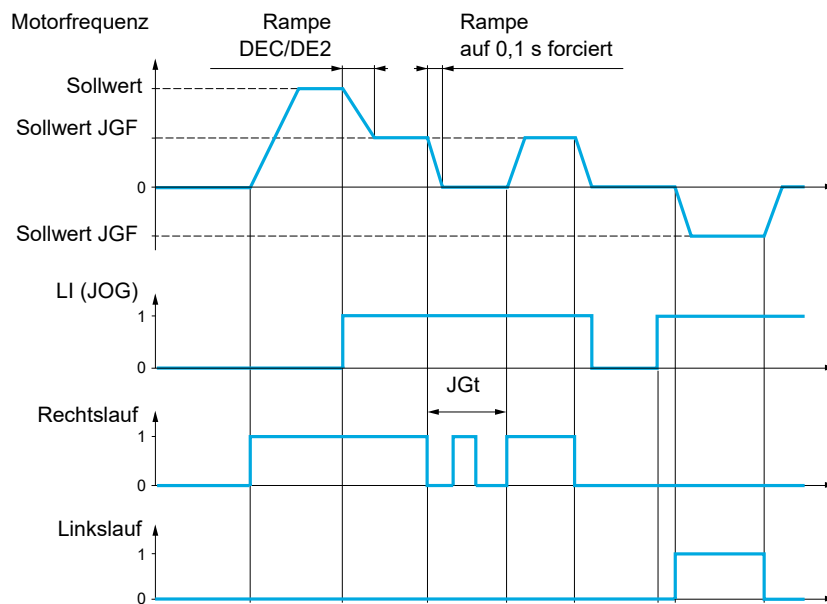 Motorfrequenz
Rampe
DEC/DE2
Rampe
auf 0,1 s forciert
Sollwert
Sollwert JGF
0
Sollwert JGF
LI (JOG)
1
0
JGt
Rechtslauf
1
0
Linkslauf
1
0